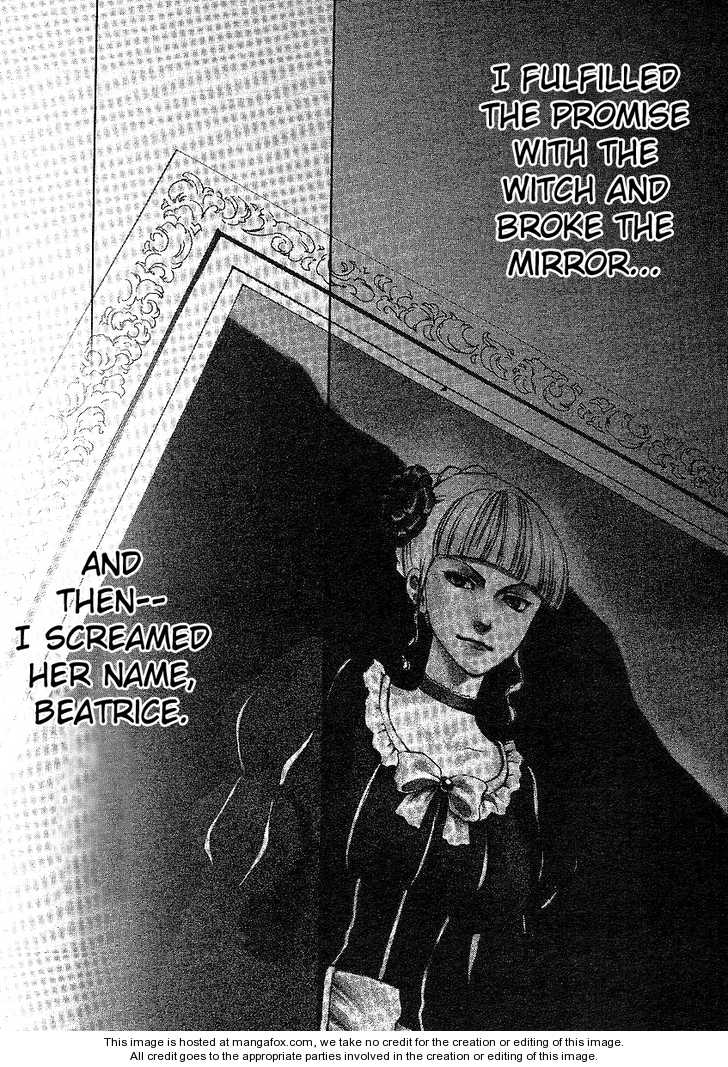 I FULFILLED
THE PROMISE
WITH THE
WITCH AND
BROKE THE
MIRROR...
AND
THEN--
I SCREAMED
HER NAME,
BEATRICE.
This image is hosted at mangafox.com, we take no credit for the creation or editing of this image.
All credit goes to the appropriate parties involved in the creation or editing of this image.